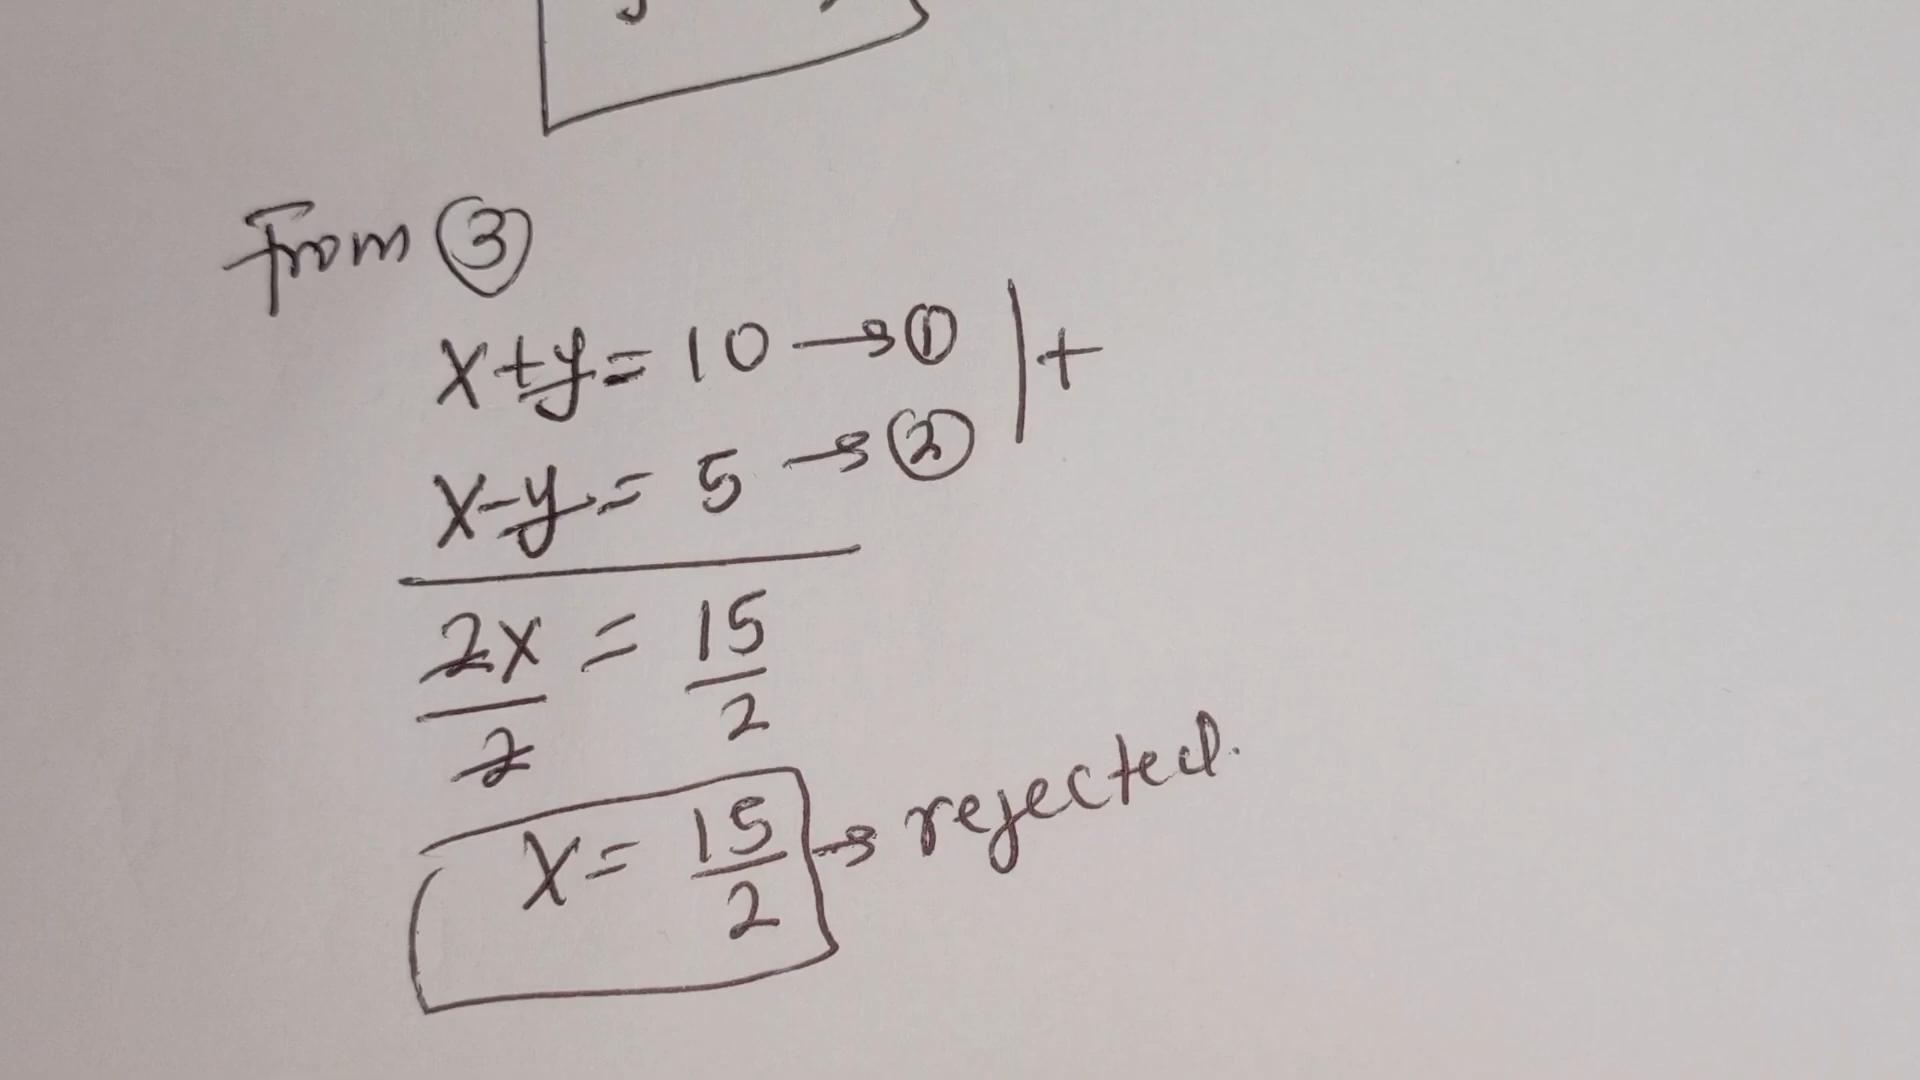 From ③
x+y = 10 → ①  | +
x-y = 5 → ②
2x/2 = 15/2
x = 15/2 → rejected.